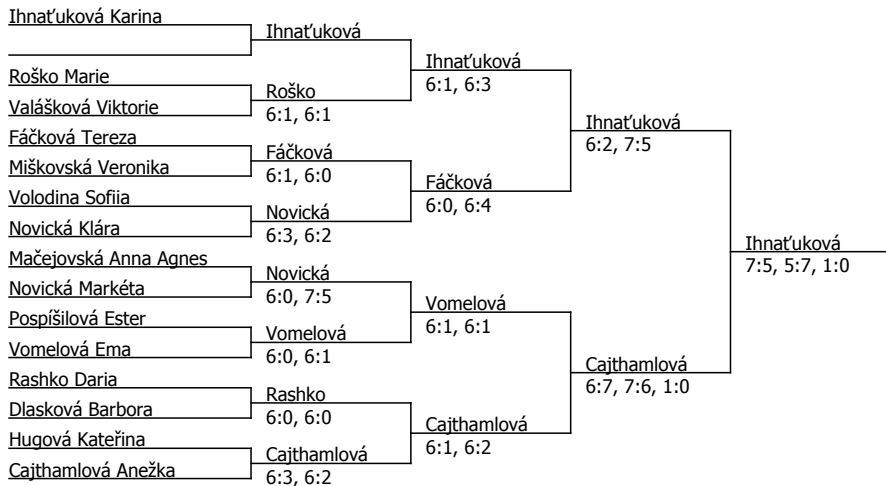 Ihnaťuková Karina
Roško Marie
Valášková Viktorie
Fáčková Tereza
Miškovská Veronika
Volodina Sofiia
Novická Klára
Mačejovská Anna Agnes
Novická Markéta
Pospíšilová Ester
Vomelová Ema
Rashko Daria
Dlasková Barbora
Hugová Kateřina
Cajthamlová Anežka
Ihnaťuková
Roško
6:1, 6:1
Fáčková
6:1, 6:0
Novická
6:3, 6:2
Novická
6:0, 7:5
Vomelová
6:0, 6:1
Rashko
6:0, 6:0
Cajthamlová
6:3, 6:2
Ihnaťuková
6:1, 6:3
Fáčková
6:0, 6:4
Vomelová
6:1, 6:1
Cajthamlová
6:1, 6:2
Ihnaťuková
6:2, 7:5
Cajthamlová
6:7, 7:6, 1:0
Ihnaťuková
7:5, 5:7, 1:0